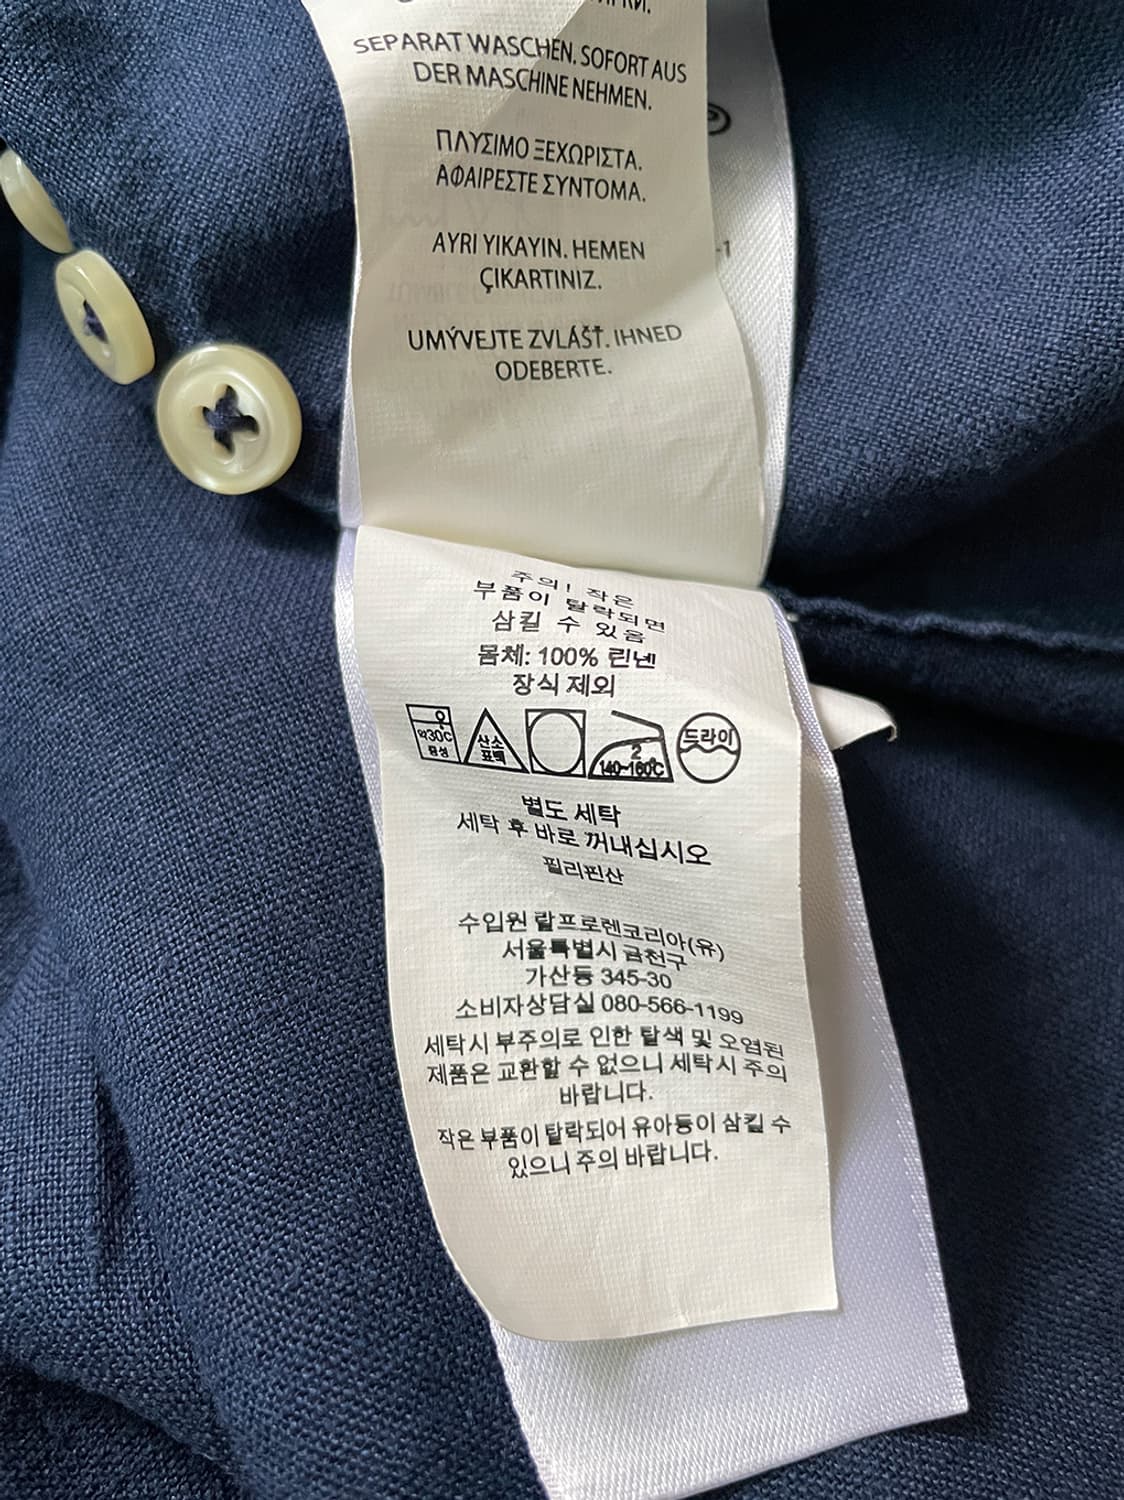 SEPARAT WASCHEN. SOFORT AUS
DER MASCHINE NEHMEN.
ΠΛΥΣΙΜΟ ΞΕΧΩΡΙΣΤΑ.
ΑΦΑΙΡΕΣΤΕ ΣΥΝΤΟΜΑ.
AYRI YIKAYIN. HEMEN
ÇIKARTINIZ.
UMÝVEJTE ZVLÁŠŤ. IHNED
ODEBERTE.
-1
주의! 작은
부품이 탈락되면
삼킬 수 있음
몸체: 100% 린넨
장식 제외
약30C
중성
산소
표백
2
140~160℃
드라이
별도 세탁
세탁 후 바로 꺼내십시오
필리핀산
수입원 랄프로렌코리아(유)
서울특별시 금천구
가산동 345-30
소비자상담실 080-566-1199
세탁시 부주의로 인한 탈색 및 오염된
제품은 교환할 수 없으니 세탁시 주의
바랍니다.
작은 부품이 탈락되어 유아등이 삼킬 수
있으니 주의 바랍니다.